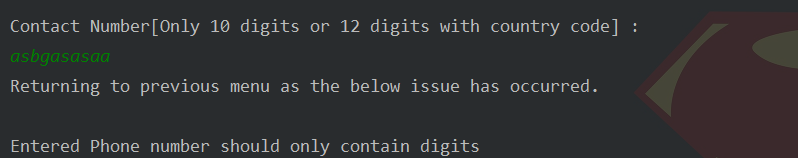 Contact Number[Only 10 digits or 12 digits with country code] :
asbgasasaa
Returning to previous menu as the below issue has occurred.
Entered Phone number should only contain digits